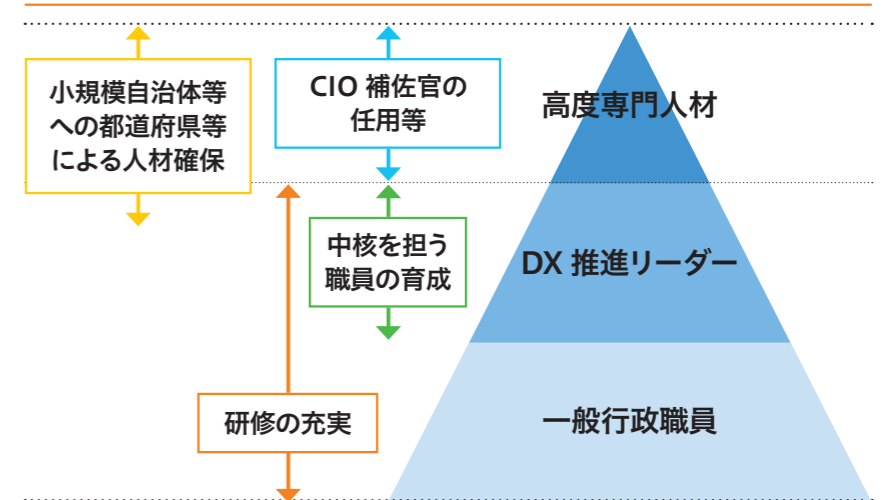 小規模自治体等
への都道府県等
による人材確保
CIO 補佐官の
任用等
高度専門人材
中核を担う
職員の育成
DX 推進リーダー
研修の充実
一般行政職員